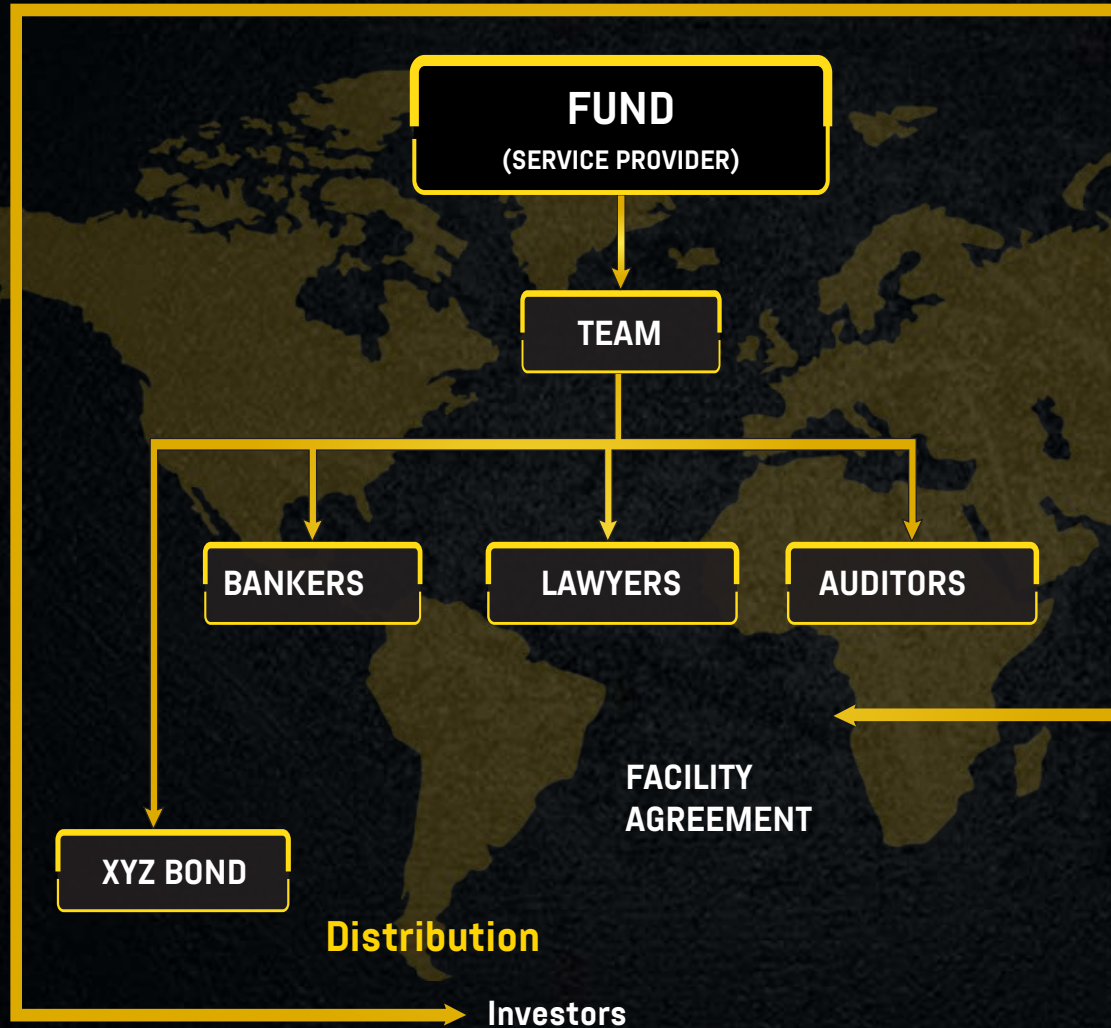 FUND
(SERVICE PROVIDER)
TEAM
BANKERS
LAWYERS
AUDITORS
FACILITY
AGREEMENT
XYZ BOND
Distribution
Investors